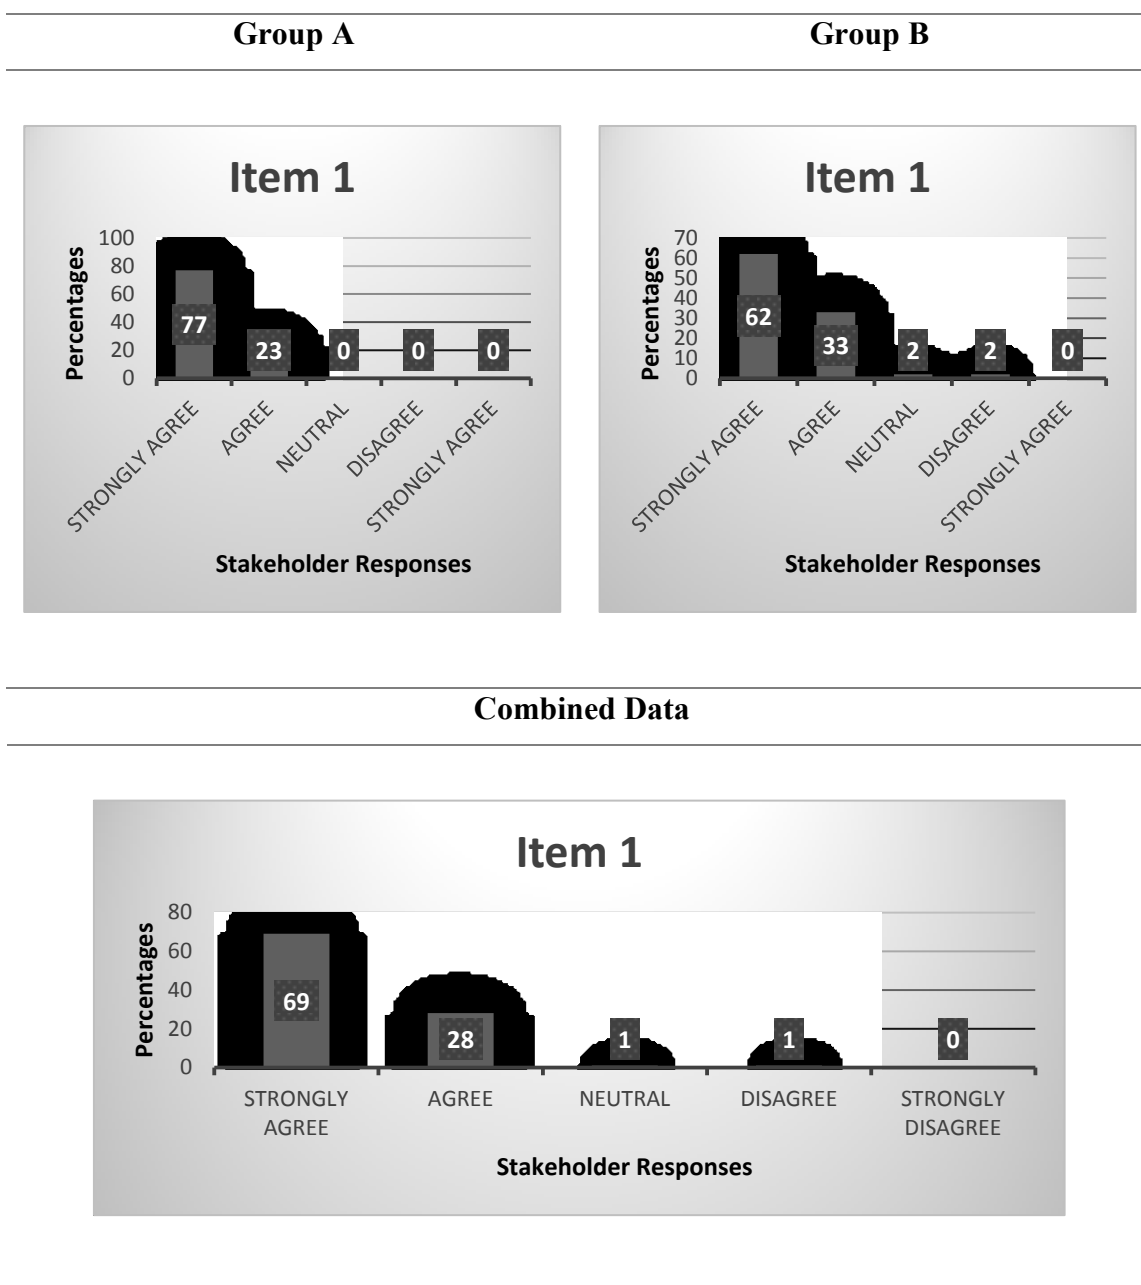 Group A
Group B
Item 1
100
80
60
40
20
0
Percentages
77
23
0
0
0
STRONGLY AGREE
AGREE
NEUTRAL
DISAGREE
STRONGLY AGREE
Stakeholder Responses
Item 1
70
60
50
40
30
20
10
0
Percentages
62
33
2
2
0
STRONGLY AGREE
AGREE
NEUTRAL
DISAGREE
STRONGLY AGREE
Stakeholder Responses
Combined Data
Item 1
80
60
40
20
0
Percentages
69
28
1
1
0
STRONGLY
AGREE
AGREE
NEUTRAL
DISAGREE
STRONGLY
DISAGREE
Stakeholder Responses